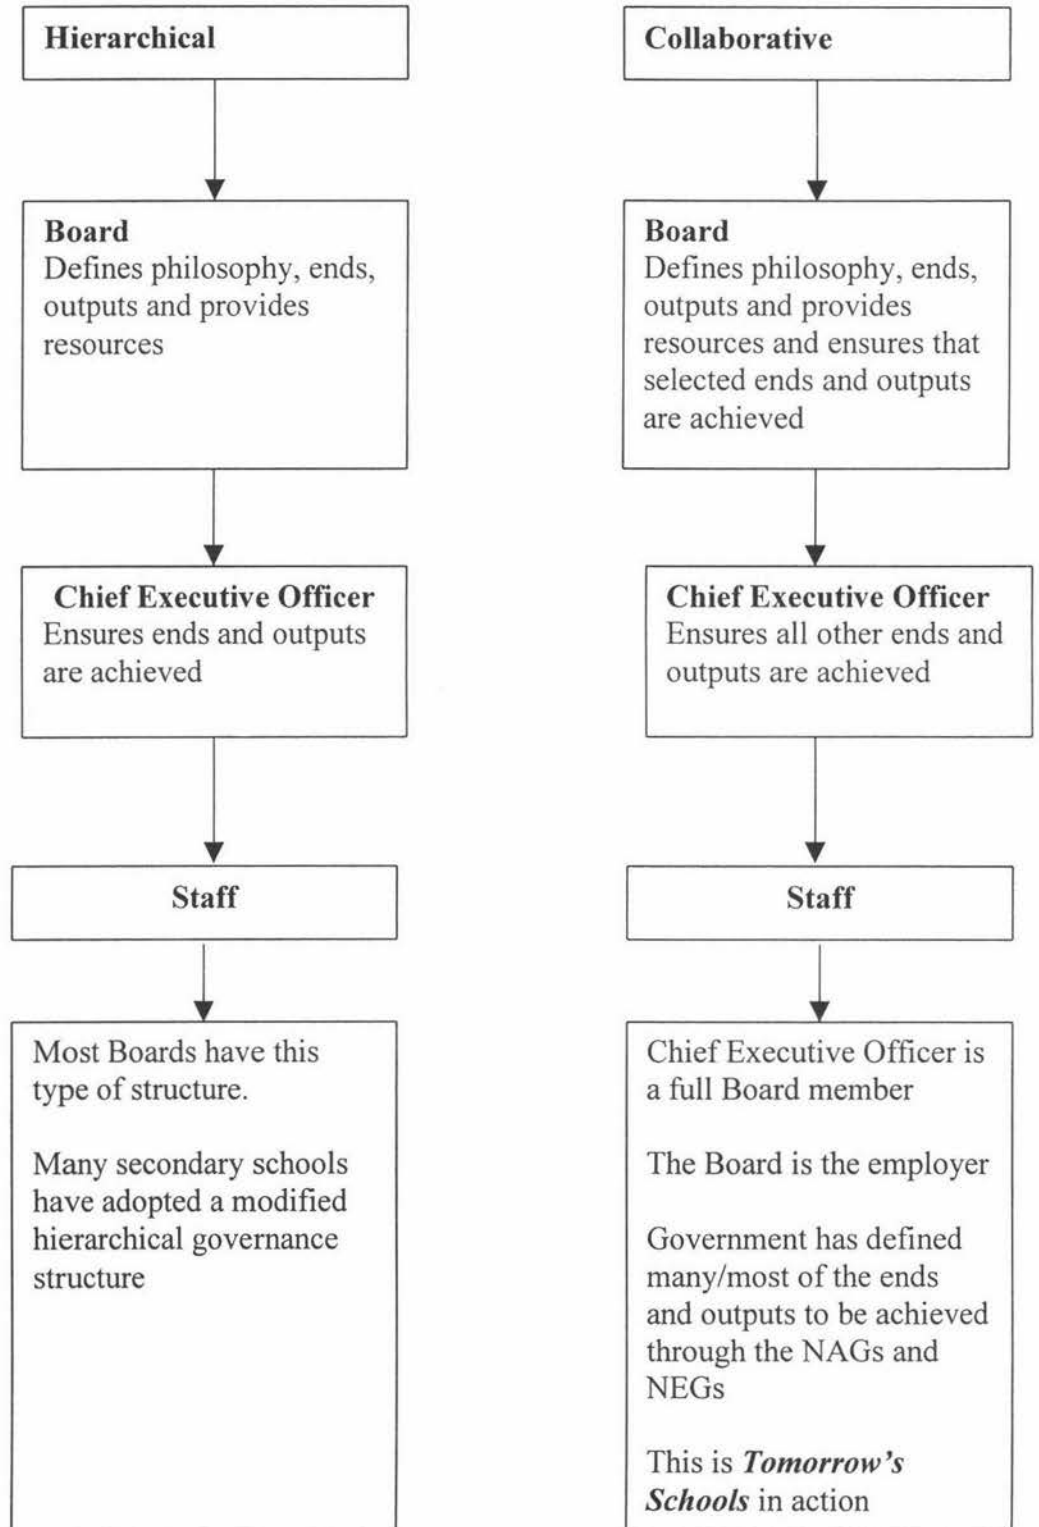 Hierarchical
Board
Defines philosophy, ends,
outputs and provides
resources
Chief Executive Officer
Ensures ends and outputs
are achieved
Staff
Most Boards have this
type of structure.
Many secondary schools
have adopted a modified
hierarchical governance
structure
Collaborative
Board
Defines philosophy, ends,
outputs and provides
resources and ensures that
selected ends and outputs
are achieved
Chief Executive Officer
Ensures all other ends and
outputs are achieved
Staff
Chief Executive Officer is
a full Board member
The Board is the employer
Government has defined
many/most of the ends
and outputs to be achieved
through the NAGs and
NEGs
This is Tomorrow's
Schools in action